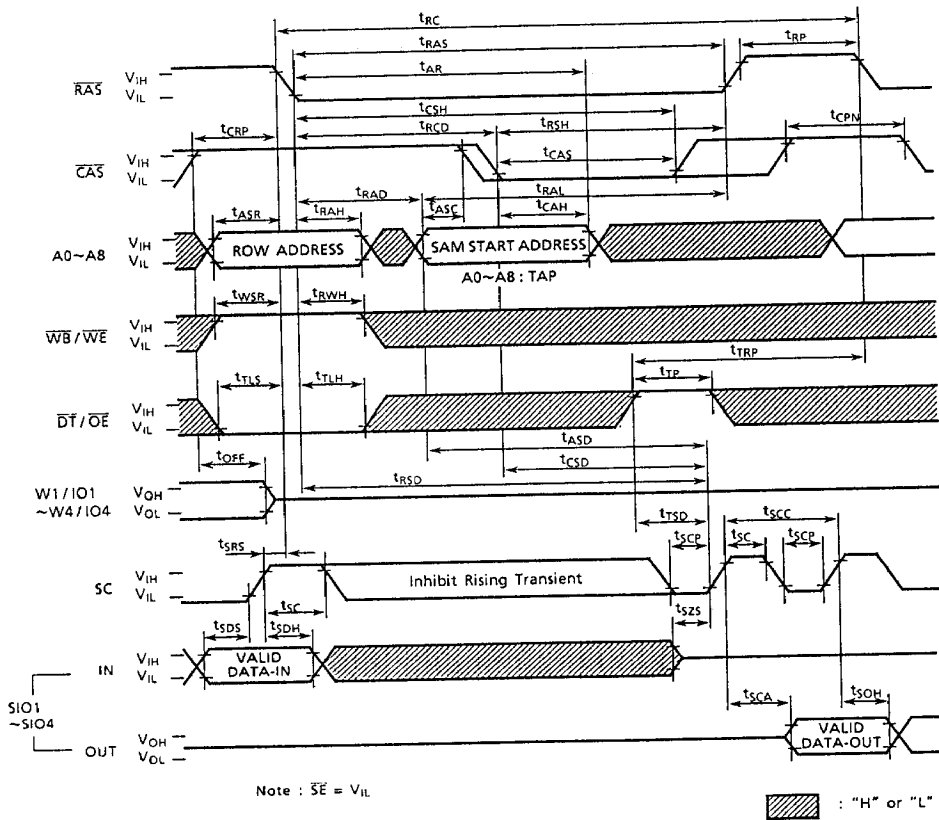 tRC
tRAS
tRP
tAR
RAS VIH
VIL
tCSH
tCRP
tRCD
tRSH
tCPN
CAS VIH
VIL
tCAS
tRAD
tRAL
tASR
tRAH
tASC
tCAH
A0~A8 VIH
VIL
ROW ADDRESS
SAM START ADDRESS
A0~A8 : TAP
tWSR
tRWH
WB / WE VIH
VIL
tTRP
tTLS
tTLH
tTP
DT / OE VIH
VIL
tASD
tOFF
tCSD
tRSD
W1 / IO1
~W4 / IO4
VOH
VOL
tTSD
tSCC
tSRS
tSCP
tSC
tSCP
SC VIH
VIL
Inhibit Rising Transient
tSC
tSZS
tSDS
tSDH
IN VIH
VIL
VALID
DATA-IN
tSCA
tSOH
SIO1
~SIO4
OUT VOH
VOL
VALID
DATA-OUT
Note : SE = VIL
: "H" or "L"